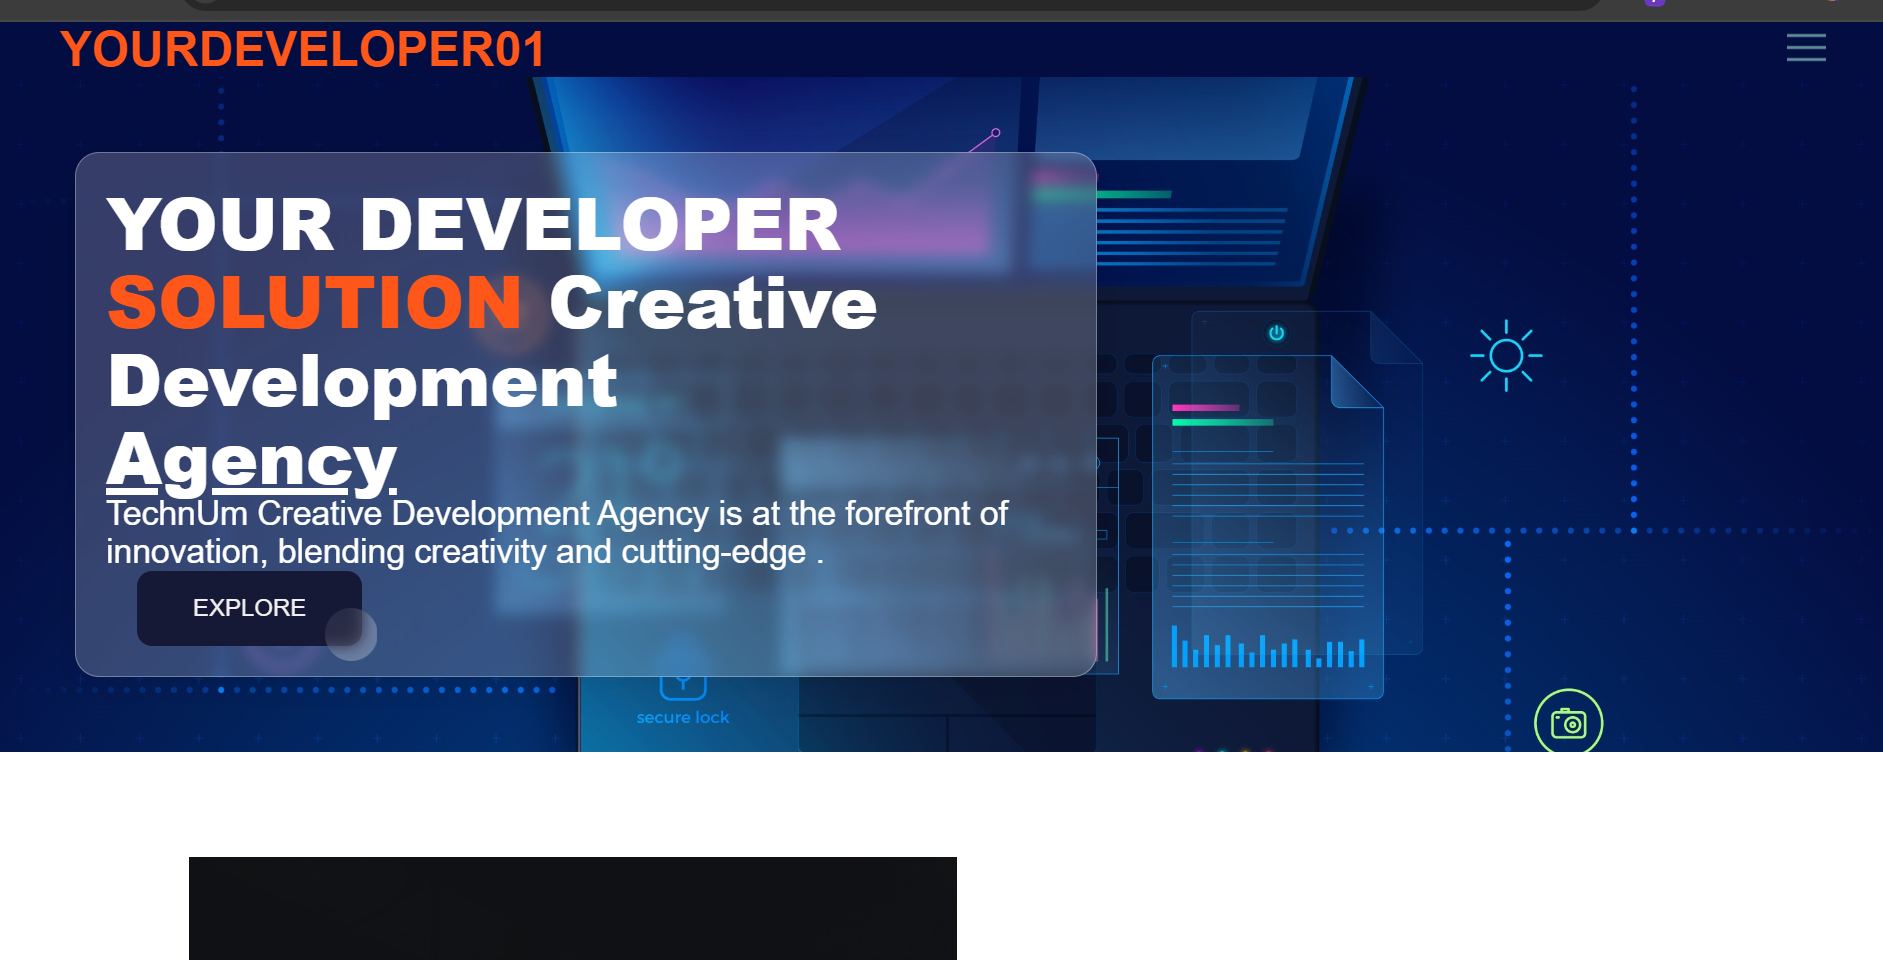 YOURDEVELOPER01
YOUR DEVELOPER
SOLUTION Creative
Development
Agency
TechnUm Creative Development Agency is at the forefront of
innovation, blending creativity and cutting-edge .
EXPLORE
secure lock